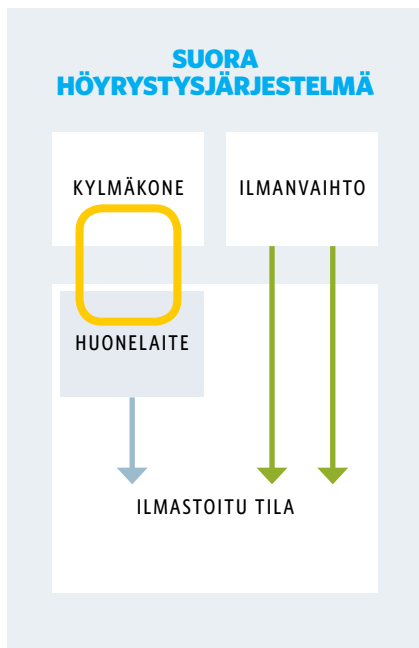 SUORA
HÖYRYSTYSJÄRJESTELMÄ
KYLMÄKONE
ILMANVAIHTO
HUONELAITE
ILMASTOITU TILA